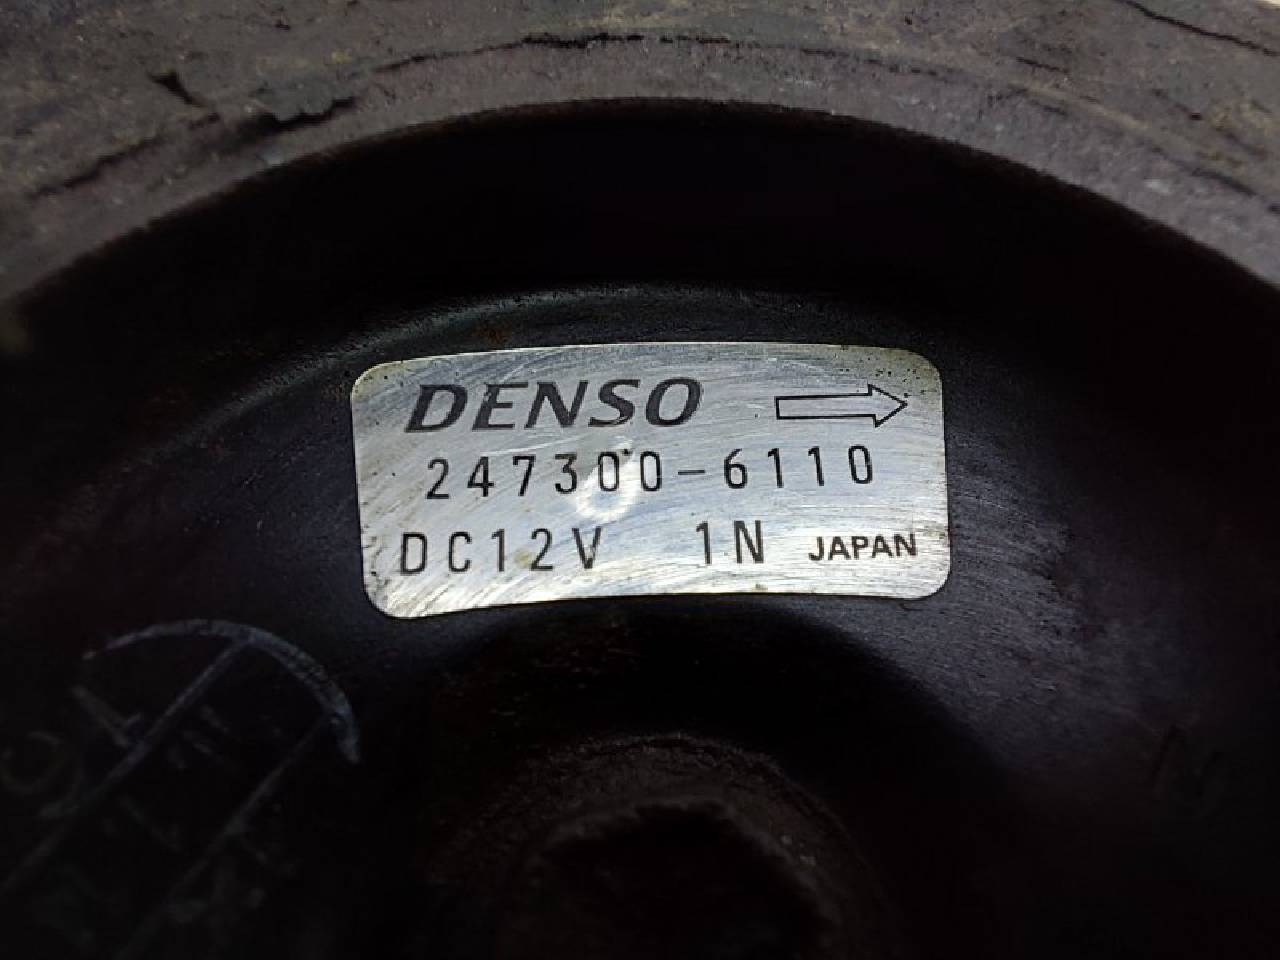 DENSO
247300-6110
DC12V 1N JAPAN